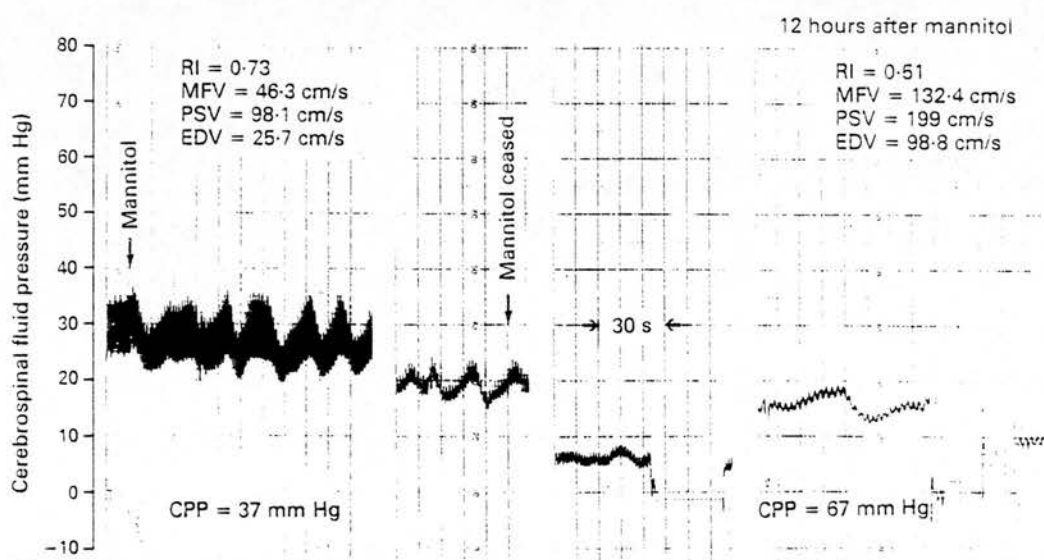 12 hours after mannitol
80
70
60
50
40
30
20
10
0
-10
Cerebrospinal fluid pressure (mm Hg)
RI = 0·73
MFV = 46·3 cm/s
PSV = 98·1 cm/s
EDV = 25·7 cm/s
Mannitol
CPP = 37 mm Hg
Mannitol ceased
30 s
RI = 0·51
MFV = 132·4 cm/s
PSV = 199 cm/s
EDV = 98·8 cm/s
CPP = 67 mm Hg